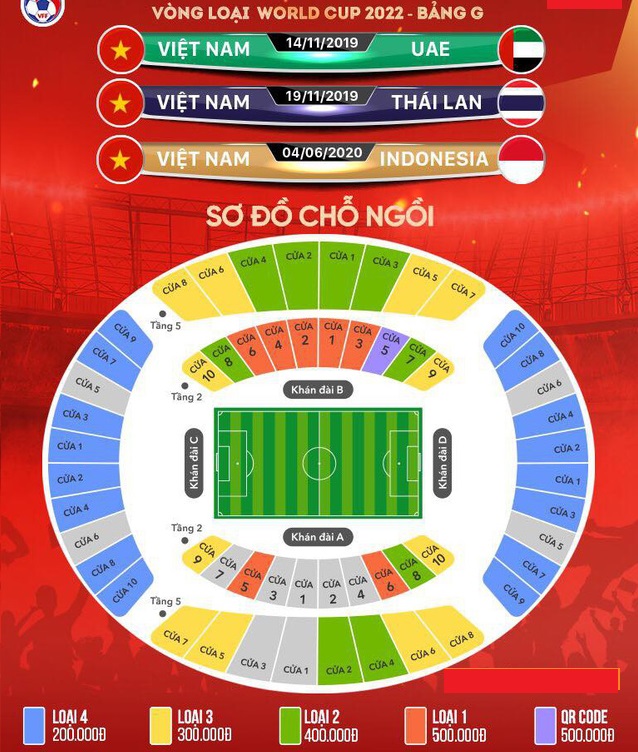 VFF
VÒNG LOẠI WORLD CUP 2022 - BẢNG G
VIỆT NAM 14/11/2019 UAE
VIỆT NAM 19/11/2019 THÁI LAN
VIỆT NAM 04/06/2020 INDONESIA
SƠ ĐỒ CHỖ NGỒI
CỬA 8 CỬA 6 CỬA 4 CỬA 2 CỬA 1 CỬA 3 CỬA 5 CỬA 7
Tầng 5
CỬA 10 CỬA 8 CỬA 6 CỬA 4 CỬA 2 CỬA 1 CỬA 3 CỬA 5 CỬA 7 CỬA 9
Tầng 2
Khán đài B
CỬA 9
CỬA 7
CỬA 5
CỬA 3
CỬA 1
CỬA 2
CỬA 4
CỬA 6
CỬA 8
CỬA 10
Khán đài C
Khán đài D
CỬA 10
CỬA 8
CỬA 6
CỬA 4
CỬA 2
CỬA 1
CỬA 3
CỬA 5
CỬA 7
CỬA 9
Khán đài A
Tầng 2
CỬA 9 CỬA 7 CỬA 5 CỬA 3 CỬA 1 CỬA 2 CỬA 4 CỬA 6 CỬA 8 CỬA 10
Tầng 5
CỬA 7 CỬA 5 CỬA 3 CỬA 1 CỬA 2 CỬA 4 CỬA 6 CỬA 8
LOẠI 4 LOẠI 3 LOẠI 2 LOẠI 1 QR CODE
200.000Đ 300.000Đ 400.000Đ 500.000Đ 500.000Đ